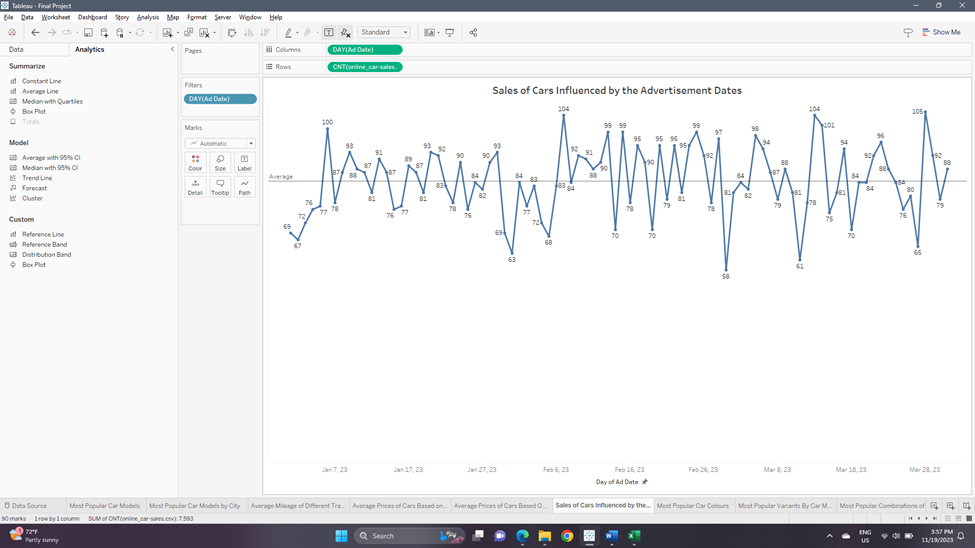 Tableau - Final Project
File Data Worksheet Dashboard Story Analysis Map Format Server Window Help
Standard
Show Me
Data Analytics
Summarize
Constant Line
Average Line
Median with Quartiles
Box Plot
Totals
Model
Average with 95% CI
Median with 95% CI
Trend Line
Forecast
Cluster
Custom
Reference Line
Reference Band
Distribution Band
Box Plot
Pages
Filters
DAY(Ad Date)
Marks
Automatic
Color Size Label
Detail Tooltip Path
Columns DAY(Ad Date)
Rows CNT(online_car-sales..
Sales of Cars Influenced by the Advertisement Dates
Average
69 67 72 76 77 100 78 87 93 88 87 81 91 87 76 77 89 87 81 93 92 83 78 90 76 84 82 90 93 69 63 84 77 83 72 68 83 104 84 92 91 88 90 99 70 99 78 95 90 70 95 79 95 81 95 99 92 78 97 58 81 84 82 98 94 87 79 88 81 61 78 104 101 75 81 94 70 84 84 92 96 88 84 76 80 65 105 92 79 88
Jan 7, 23 Jan 17, 23 Jan 27, 23 Feb 6, 23 Feb 16, 23 Feb 26, 23 Mar 8, 23 Mar 18, 23 Mar 28, 23
Day of Ad Date
Data Source Most Popular Car Models Most Popular Car Models by City Average Mileage of Different Tra... Average Prices of Cars Based on... Average Prices of Cars Based O... Sales of Cars Influenced by the... Most Popular Car Colours Most Popular Variants By Car M... Most Popular Combinations of
90 marks 1 row by 1 column SUM of CNT(online_car-sales.csv): 7,593
72°F
Partly sunny
Search
ENG
US
3:57 PM
11/19/2023